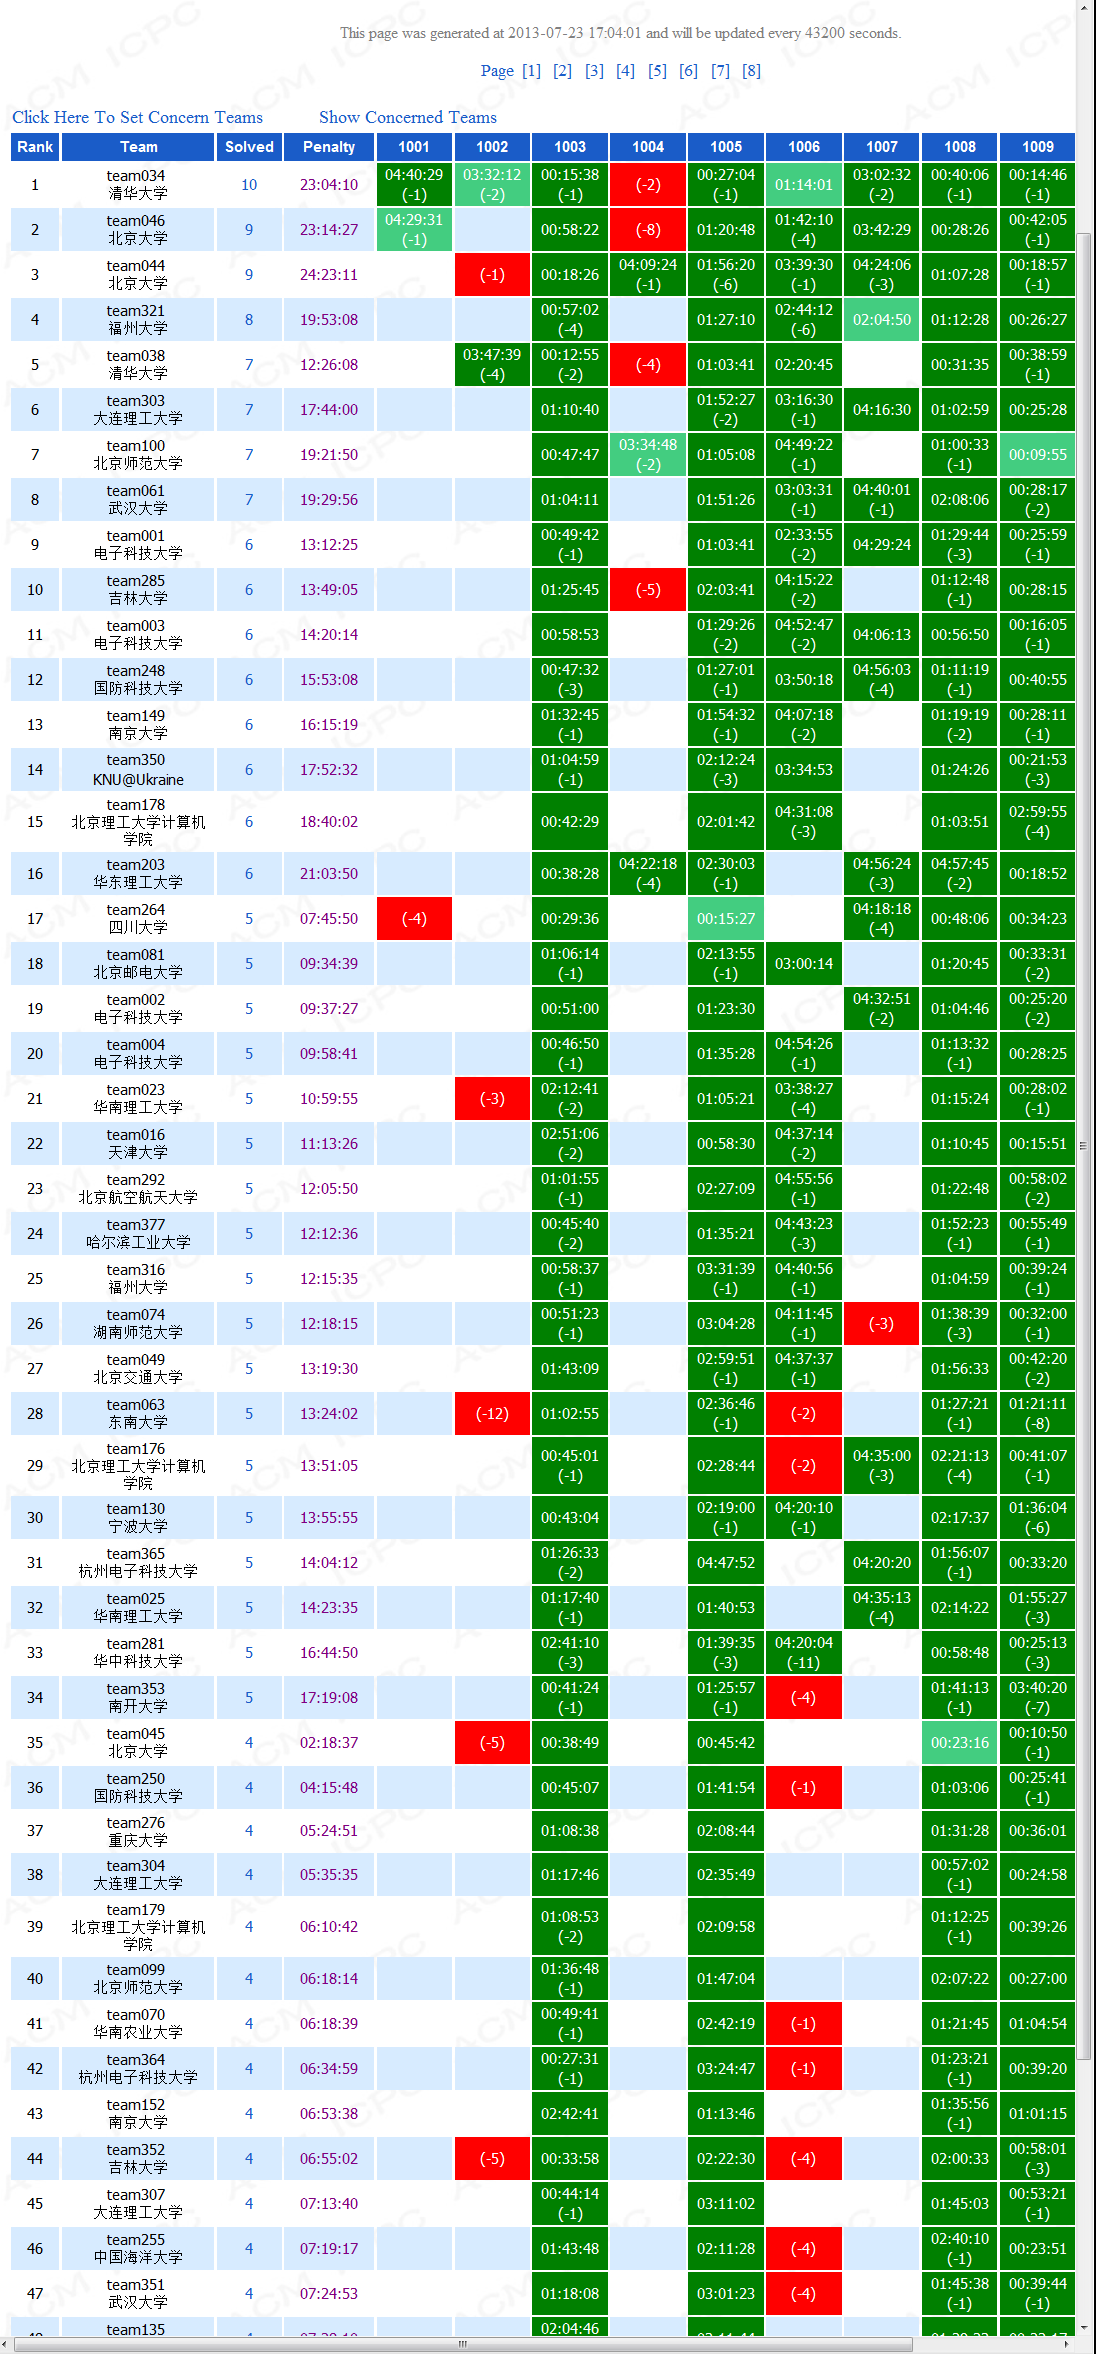 This page was generated at 2013-07-23 17:04:01 and will be updated every 43200 seconds.
Page [1] [2] [3] [4] [5] [6] [7] [8]
Click Here To Set Concern Teams Show Concerned Teams
Rank Team Solved Penalty 1001 1002 1003 1004 1005 1006 1007 1008 1009
1 team034 清华大学 10 23:04:10 04:40:29 (-1) 03:32:12 (-2) 00:15:38 (-1) (-2) 00:27:04 (-1) 01:14:01 03:02:32 (-2) 00:40:06 (-1) 00:14:46 (-1)
2 team046 北京大学 9 23:14:27 04:29:31 (-1) 00:58:22 (-8) 01:20:48 01:42:10 (-4) 03:42:29 00:28:26 00:42:05 (-1)
3 team044 北京大学 9 24:23:11 (-1) 00:18:26 04:09:24 (-1) 01:56:20 (-6) 03:39:30 (-1) 04:24:06 (-3) 01:07:28 00:18:57 (-1)
4 team321 福州大学 8 19:53:08 00:57:02 (-4) 01:27:10 02:44:12 (-6) 02:04:50 01:12:28 00:26:27
5 team038 清华大学 7 12:26:08 03:47:39 (-4) 00:12:55 (-2) (-4) 01:03:41 02:20:45 00:31:35 00:38:59 (-1)
6 team303 大连理工大学 7 17:44:00 01:10:40 01:52:27 (-2) 03:16:30 (-1) 04:16:30 01:02:59 00:25:28
7 team100 北京师范大学 7 19:21:50 00:47:47 03:34:48 (-2) 01:05:08 04:49:22 (-1) 01:00:33 (-1) 00:09:55
8 team061 武汉大学 7 19:29:56 01:04:11 01:51:26 03:03:31 (-1) 04:40:01 (-1) 02:08:06 00:28:17 (-2)
9 team001 电子科技大学 6 13:12:25 00:49:42 (-1) 01:03:41 02:33:55 (-2) 04:29:24 01:29:44 (-3) 00:25:59 (-1)
10 team285 吉林大学 6 13:49:05 01:25:45 (-5) 02:03:41 04:15:22 (-2) 01:12:48 (-1) 00:28:15
11 team003 电子科技大学 6 14:20:14 00:58:53 01:29:26 (-2) 04:52:47 (-2) 04:06:13 00:56:50 00:16:05 (-1)
12 team248 国防科技大学 6 15:53:08 00:47:32 (-3) 01:27:01 (-1) 03:50:18 04:56:03 (-4) 01:11:19 (-1) 00:40:55
13 team149 南京大学 6 16:15:19 01:32:45 (-1) 01:54:32 (-1) 04:07:18 (-2) 01:19:19 (-2) 00:28:11 (-1)
14 team350 KNU@Ukraine 6 17:52:32 01:04:59 (-1) 02:12:24 (-3) 03:34:53 01:24:26 00:21:53 (-3)
15 team178 北京理工大学计算机学院 6 18:40:02 00:42:29 02:01:42 04:31:08 (-3) 01:03:51 02:59:55 (-4)
16 team203 华东理工大学 6 21:03:50 00:38:28 04:22:18 (-4) 02:30:03 (-1) 04:56:24 (-3) 04:57:45 (-2) 00:18:52
17 team264 四川大学 5 07:45:50 (-4) 00:29:36 00:15:27 04:18:18 (-4) 00:48:06 00:34:23
18 team081 北京邮电大学 5 09:34:39 01:06:14 (-1) 02:13:55 (-1) 03:00:14 01:20:45 00:33:31 (-2)
19 team002 电子科技大学 5 09:37:27 00:51:00 01:23:30 04:32:51 (-2) 01:04:46 00:25:20 (-2)
20 team004 电子科技大学 5 09:58:41 00:46:50 (-1) 01:35:28 04:54:26 (-1) 01:13:32 (-1) 00:28:25
21 team023 华南理工大学 5 10:59:55 (-3) 02:12:41 (-2) 01:05:21 03:38:27 (-4) 01:15:24 00:28:02 (-1)
22 team016 天津大学 5 11:13:26 02:51:06 (-2) 00:58:30 04:37:14 (-2) 01:10:45 00:15:51
23 team292 北京航空航天大学 5 12:05:50 01:01:55 (-1) 02:27:09 04:55:56 (-1) 01:22:48 00:58:02 (-2)
24 team377 哈尔滨工业大学 5 12:12:36 00:45:40 (-2) 01:35:21 04:43:23 (-3) 01:52:23 (-1) 00:55:49 (-1)
25 team316 福州大学 5 12:15:35 00:58:37 (-1) 03:31:39 (-1) 04:40:56 (-1) 01:04:59 00:39:24 (-1)
26 team074 湖南师范大学 5 12:18:15 00:51:23 (-1) 03:04:28 04:11:45 (-1) (-3) 01:38:39 (-3) 00:32:00 (-1)
27 team049 北京交通大学 5 13:19:30 01:43:09 02:59:51 (-1) 04:37:37 (-1) 01:56:33 00:42:20 (-2)
28 team063 东南大学 5 13:24:02 (-12) 01:02:55 02:36:46 (-1) (-2) 01:27:21 (-1) 01:21:11 (-8)
29 team176 北京理工大学计算机学院 5 13:51:05 00:45:01 (-1) 02:28:44 (-2) 04:35:00 (-3) 02:21:13 (-4) 00:41:07 (-1)
30 team130 宁波大学 5 13:55:55 00:43:04 02:19:00 (-1) 04:20:10 (-1) 02:17:37 01:36:04 (-6)
31 team365 杭州电子科技大学 5 14:04:12 01:26:33 (-2) 04:47:52 04:20:20 01:56:07 (-1) 00:33:20
32 team025 华南理工大学 5 14:23:35 01:17:40 (-1) 01:40:53 04:35:13 (-4) 02:14:22 01:55:27 (-3)
33 team281 华中科技大学 5 16:44:50 02:41:10 (-3) 01:39:35 (-3) 04:20:04 (-11) 00:58:48 00:25:13 (-3)
34 team353 南开大学 5 17:19:08 00:41:24 (-1) 01:25:57 (-1) (-4) 01:41:13 (-1) 03:40:20 (-7)
35 team045 北京大学 4 02:18:37 (-5) 00:38:49 00:45:42 00:23:16 00:10:50 (-1)
36 team250 国防科技大学 4 04:15:48 00:45:07 01:41:54 (-1) 01:03:06 00:25:41 (-1)
37 team276 重庆大学 4 05:24:51 01:08:38 02:08:44 01:31:28 00:36:01
38 team304 大连理工大学 4 05:35:35 01:17:46 02:35:49 00:57:02 (-1) 00:24:58
39 team179 北京理工大学计算机学院 4 06:10:42 01:08:53 (-2) 02:09:58 01:12:25 (-1) 00:39:26
40 team099 北京师范大学 4 06:18:14 01:36:48 (-1) 01:47:04 02:07:22 00:27:00
41 team070 华南农业大学 4 06:18:39 00:49:41 (-1) 02:42:19 (-1) 01:21:45 01:04:54
42 team364 杭州电子科技大学 4 06:34:59 00:27:31 (-1) 03:24:47 (-1) 01:23:21 (-1) 00:39:20
43 team152 南京大学 4 06:53:38 02:42:41 01:13:46 01:35:56 (-1) 01:01:15
44 team352 吉林大学 4 06:55:02 (-5) 00:33:58 02:22:30 (-4) 02:00:33 00:58:01 (-3)
45 team307 大连理工大学 4 07:13:40 00:44:14 (-1) 03:11:02 01:45:03 00:53:21 (-1)
46 team255 中国海洋大学 4 07:19:17 01:43:48 02:11:28 (-4) 02:40:10 (-1) 00:23:51
47 team351 武汉大学 4 07:24:53 01:18:08 03:01:23 (-4) 01:45:38 (-1) 00:39:44 (-1)
team135 02:04:46